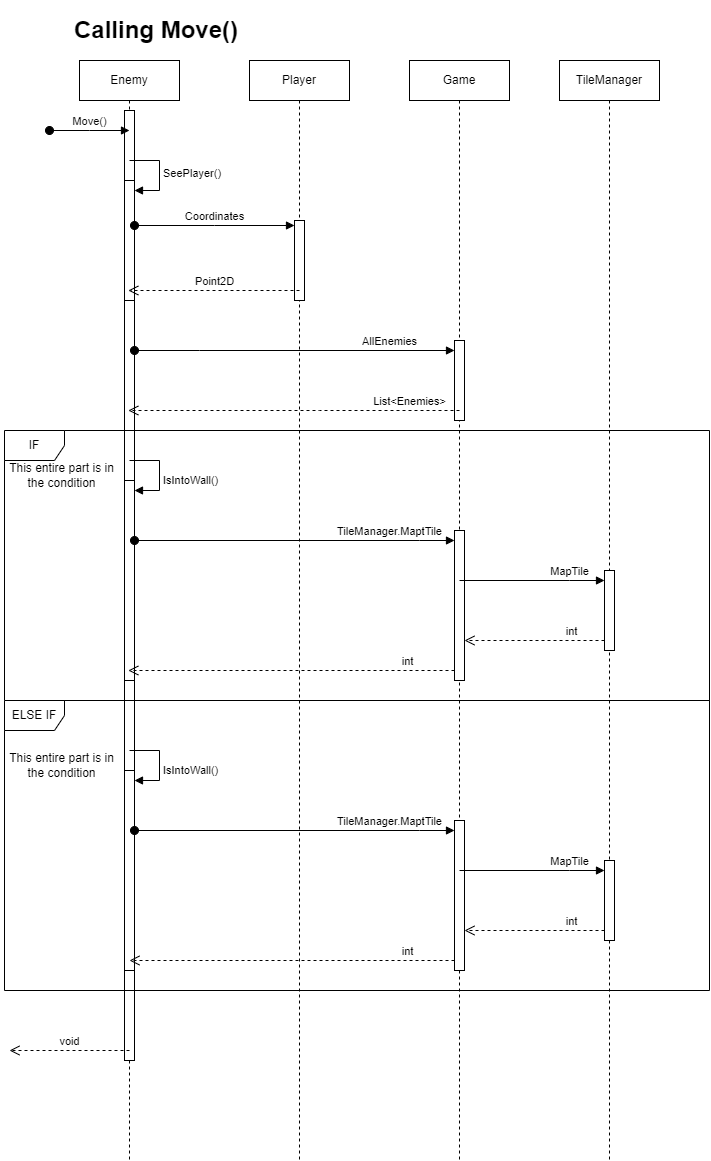 Calling Move()
Enemy
Player
Game
TileManager
Move()
SeePlayer()
Coordinates
Point2D
AllEnemies
List<Enemies>
IF
This entire part is in
the condition
IsIntoWall()
TileManager.MaptTile
MapTile
int
int
ELSE IF
This entire part is in
the condition
IsIntoWall()
TileManager.MaptTile
MapTile
int
int
void